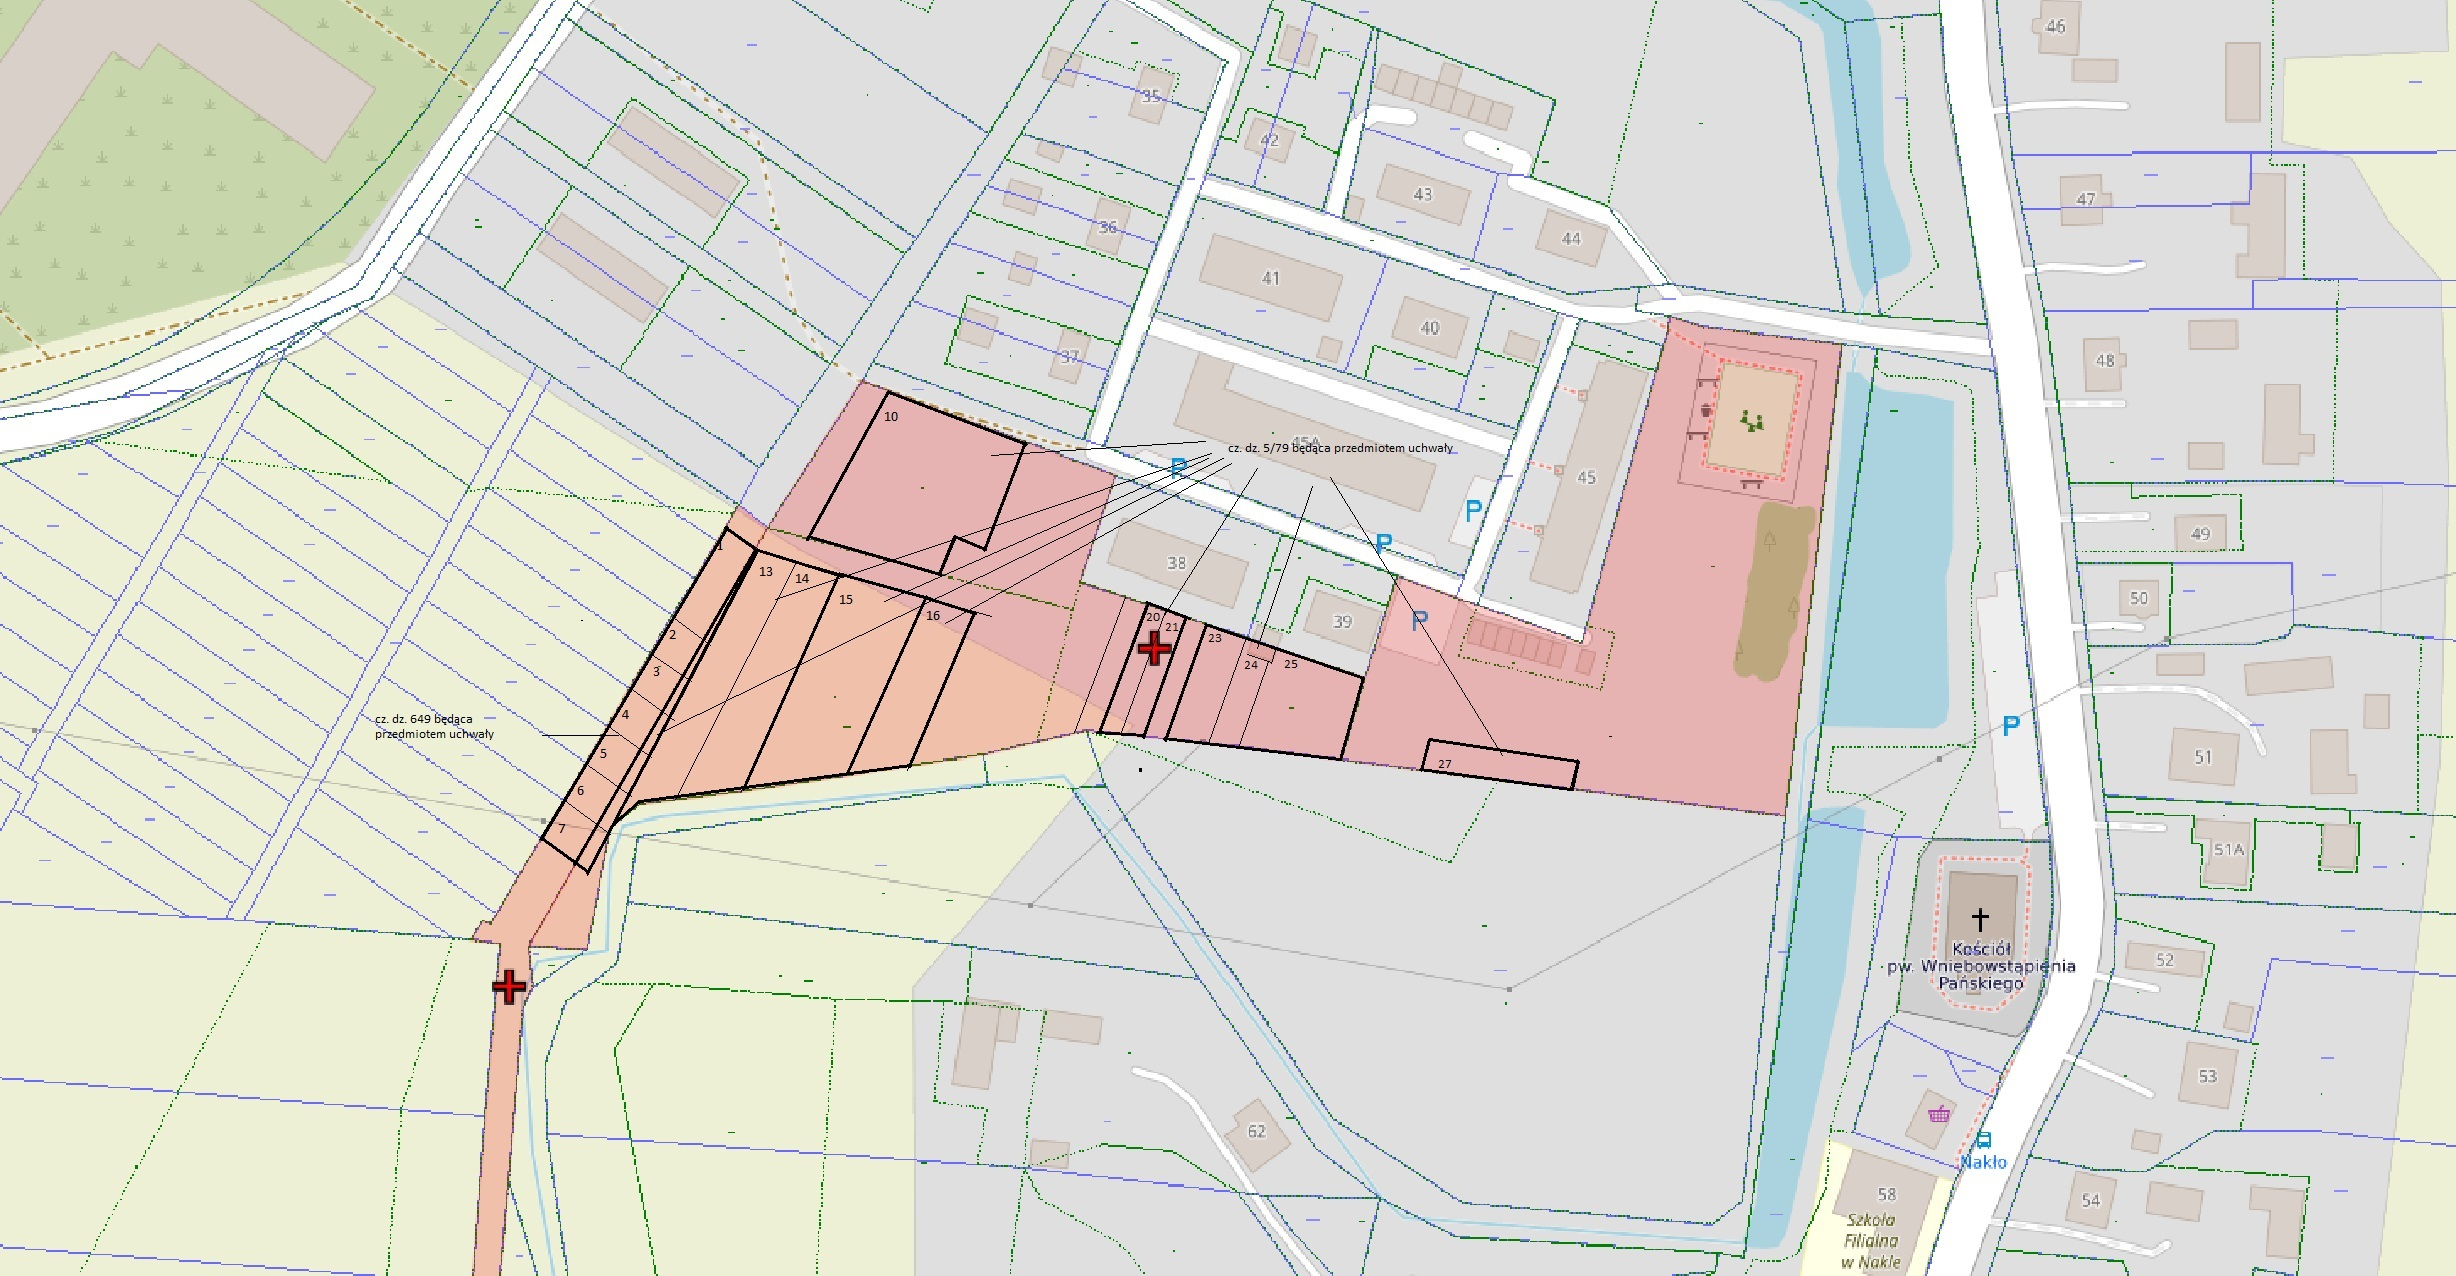 46
35
42
47
43
36
44
41
40
48
37
10
45A
cz. dz. 5/79 będąca przedmiotem uchwały
P
45
P
P
49
1
13
14
15
16
38
39
50
P
20
21
23
24
25
2
3
4
5
6
7
cz. dz. 649 będąca
przedmiotem uchwały
27
P
51
51A
Kościół
pw. Wniebowstąpienia
Pańskiego
52
53
62
Nakło
58
Szkoła
Filialna
w Nakle
54